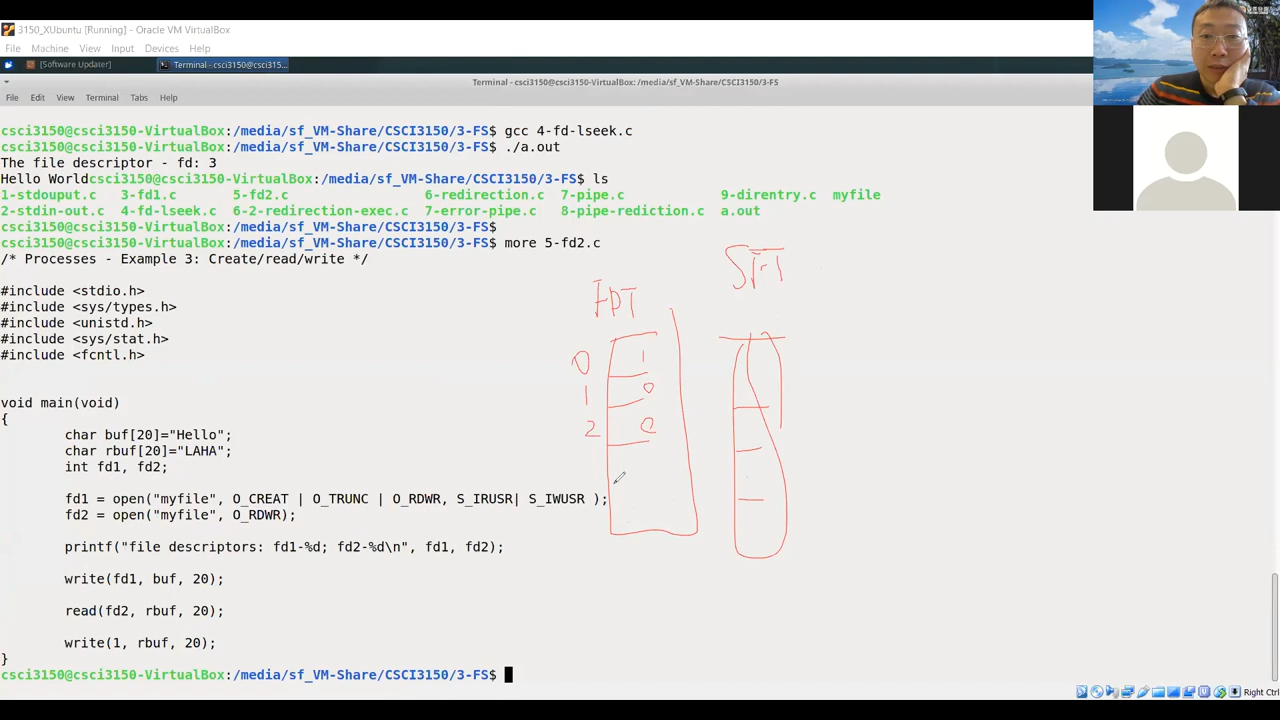 3150_XUbuntu [Running] - Oracle VM VirtualBox
File Machine View Input Devices Help
[Software Updater] Terminal - csci3150@csci315...
Terminal - csci3150@csci3150-VirtualBox: /media/sf_VM-Share/CSCI3150/3-FS
File Edit View Terminal Tabs Help
csci3150@csci3150-VirtualBox:/media/sf_VM-Share/CSCI3150/3-FS$ gcc 4-fd-lseek.c
csci3150@csci3150-VirtualBox:/media/sf_VM-Share/CSCI3150/3-FS$ ./a.out
The file descriptor - fd: 3
Hello Worldcsci3150@csci3150-VirtualBox:/media/sf_VM-Share/CSCI3150/3-FS$ ls
1-stdouput.c 3-fd1.c 5-fd2.c 6-redirection.c 7-pipe.c 9-direntry.c myfile
2-stdin-out.c 4-fd-lseek.c 6-2-redirection-exec.c 7-error-pipe.c 8-pipe-rediction.c a.out
csci3150@csci3150-VirtualBox:/media/sf_VM-Share/CSCI3150/3-FS$
csci3150@csci3150-VirtualBox:/media/sf_VM-Share/CSCI3150/3-FS$ more 5-fd2.c
/* Processes - Example 3: Create/read/write */
#include <stdio.h>
#include <sys/types.h>
#include <unistd.h>
#include <sys/stat.h>
#include <fcntl.h>
void main(void)
{
char buf[20]="Hello";
char rbuf[20]="LAHA";
int fd1, fd2;
fd1 = open("myfile", O_CREAT | O_TRUNC | O_RDWR, S_IRUSR| S_IWUSR );
fd2 = open("myfile", O_RDWR);
printf("file descriptors: fd1-%d; fd2-%d\n", fd1, fd2);
write(fd1, buf, 20);
read(fd2, rbuf, 20);
write(1, rbuf, 20);
}
csci3150@csci3150-VirtualBox:/media/sf_VM-Share/CSCI3150/3-FS$
FDT
0 1
1 0
2
Right Ctrl